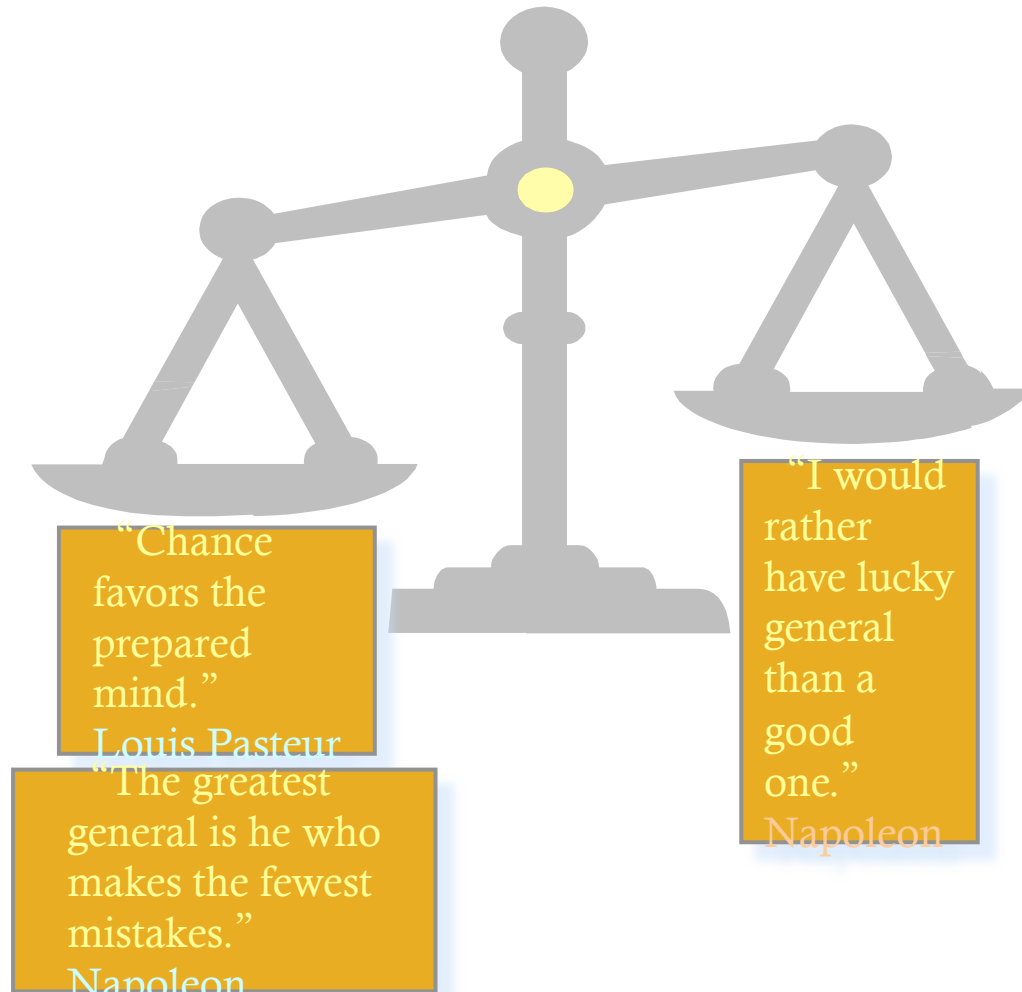 “Chance
favors the
prepared
mind.”
Louis Pasteur
“The greatest
general is he who
makes the fewest
mistakes.”
Napoleon
“I would
rather
have lucky
general
than a
good
one.”
Napoleon